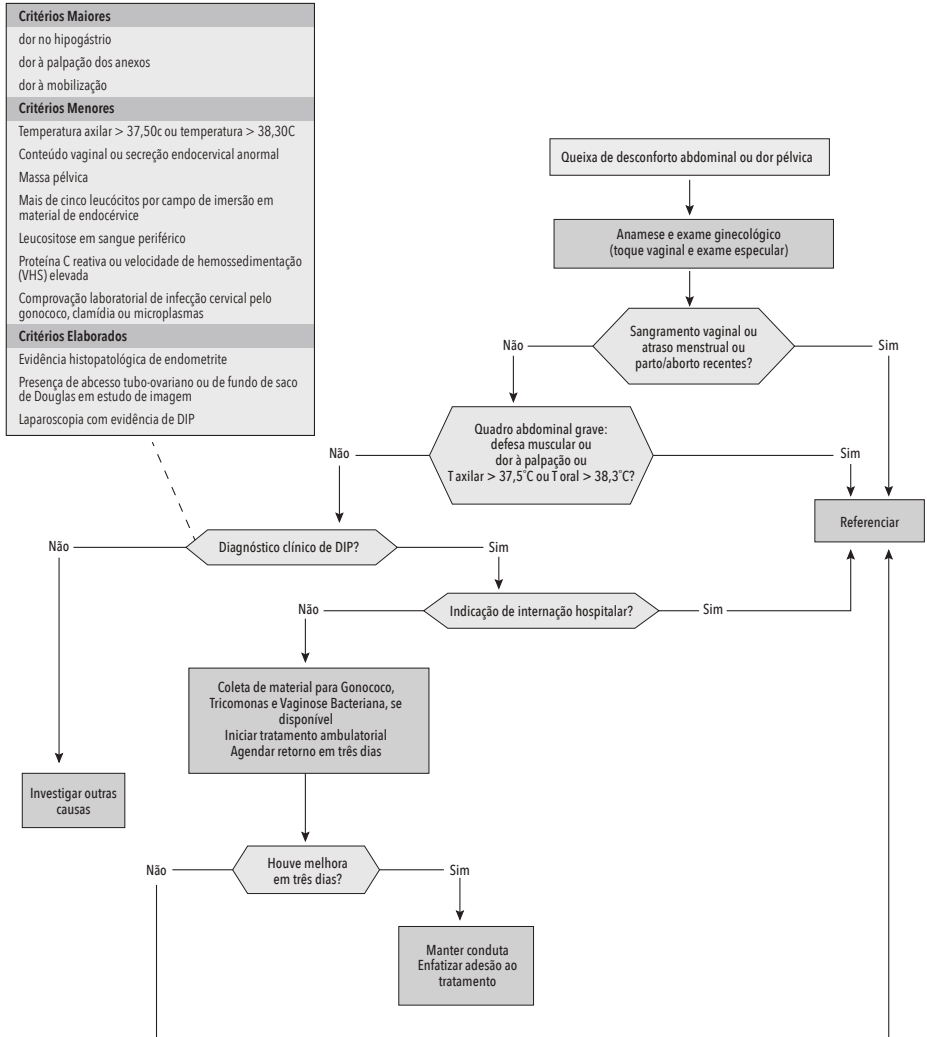 Critérios Maiores
dor no hipogástrio
dor à palpação dos anexos
dor à mobilização
Critérios Menores
Temperatura axilar > 37,50c ou temperatura > 38,30C
Conteúdo vaginal ou secreção endocervical anormal
Massa pélvica
Mais de cinco leucócitos por campo de imersão em
material de endocérvice
Leucositose em sangue periférico
Proteína C reativa ou velocidade de hemossedimentação
(VHS) elevada
Comprovação laboratorial de infecção cervical pelo
gonococo, clamídia ou microplasmas
Critérios Elaborados
Evidência histopatológica de endometrite
Presença de abcesso tubo-ovariano ou de fundo de saco
de Douglas em estudo de imagem
Laparoscopia com evidência de DIP
Queixa de desconforto abdominal ou dor pélvica
Anamese e exame ginecológico
(toque vaginal e exame especular)
Sangramento vaginal ou
atraso menstrual ou
parto/aborto recentes?
Não
Sim
Quadro abdominal grave:
defesa muscular ou
dor à palpação ou
T axilar > 37,5°C ou T oral > 38,3°C?
Não
Sim
Referenciar
Diagnóstico clínico de DIP?
Não
Sim
Indicação de internação hospitalar?
Não
Sim
Coleta de material para Gonococo,
Tricomonas e Vaginose Bacteriana, se
disponível
Iniciar tratamento ambulatorial
Agendar retorno em três dias
Investigar outras
causas
Houve melhora
em três dias?
Não
Sim
Manter conduta
Enfatizar adesão ao
tratamento